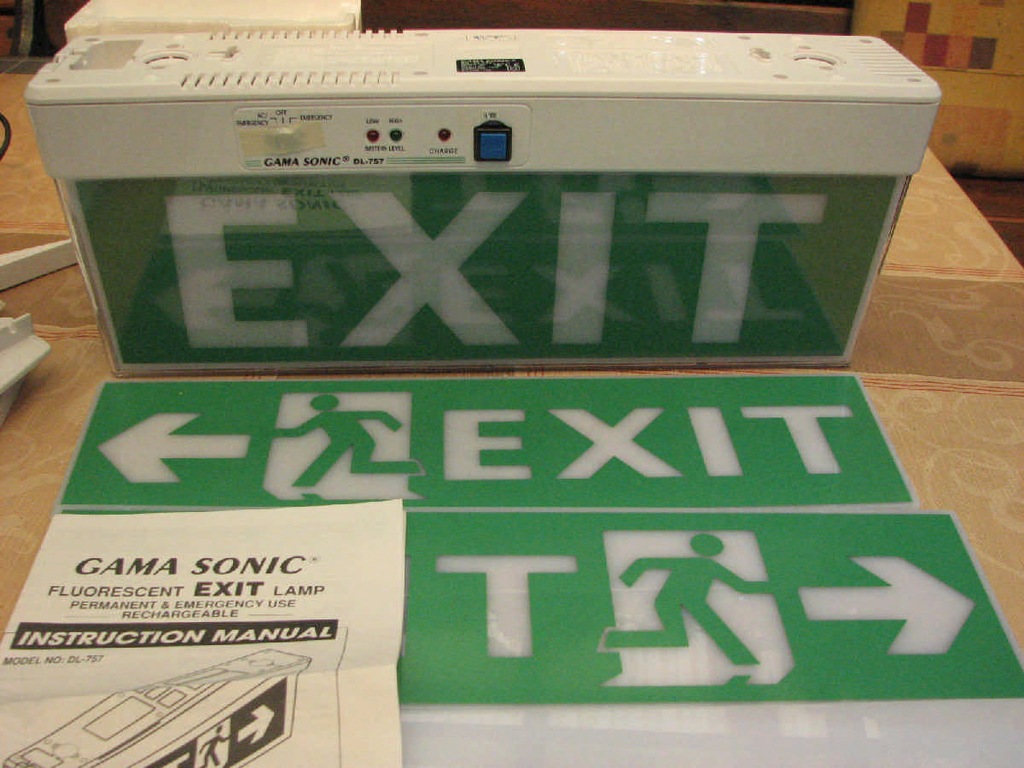 OFF
AC/ EMERGENCY
EMERGENCY
LOW HIGH
SYSTEM LEVEL
CHARGE
GAMA SONIC® DL-757
EXIT
EXIT
T
GAMA SONIC®
FLUORESCENT EXIT LAMP
PERMANENT & EMERGENCY USE
RECHARGEABLE
INSTRUCTION MANUAL
MODEL NO: DL-757